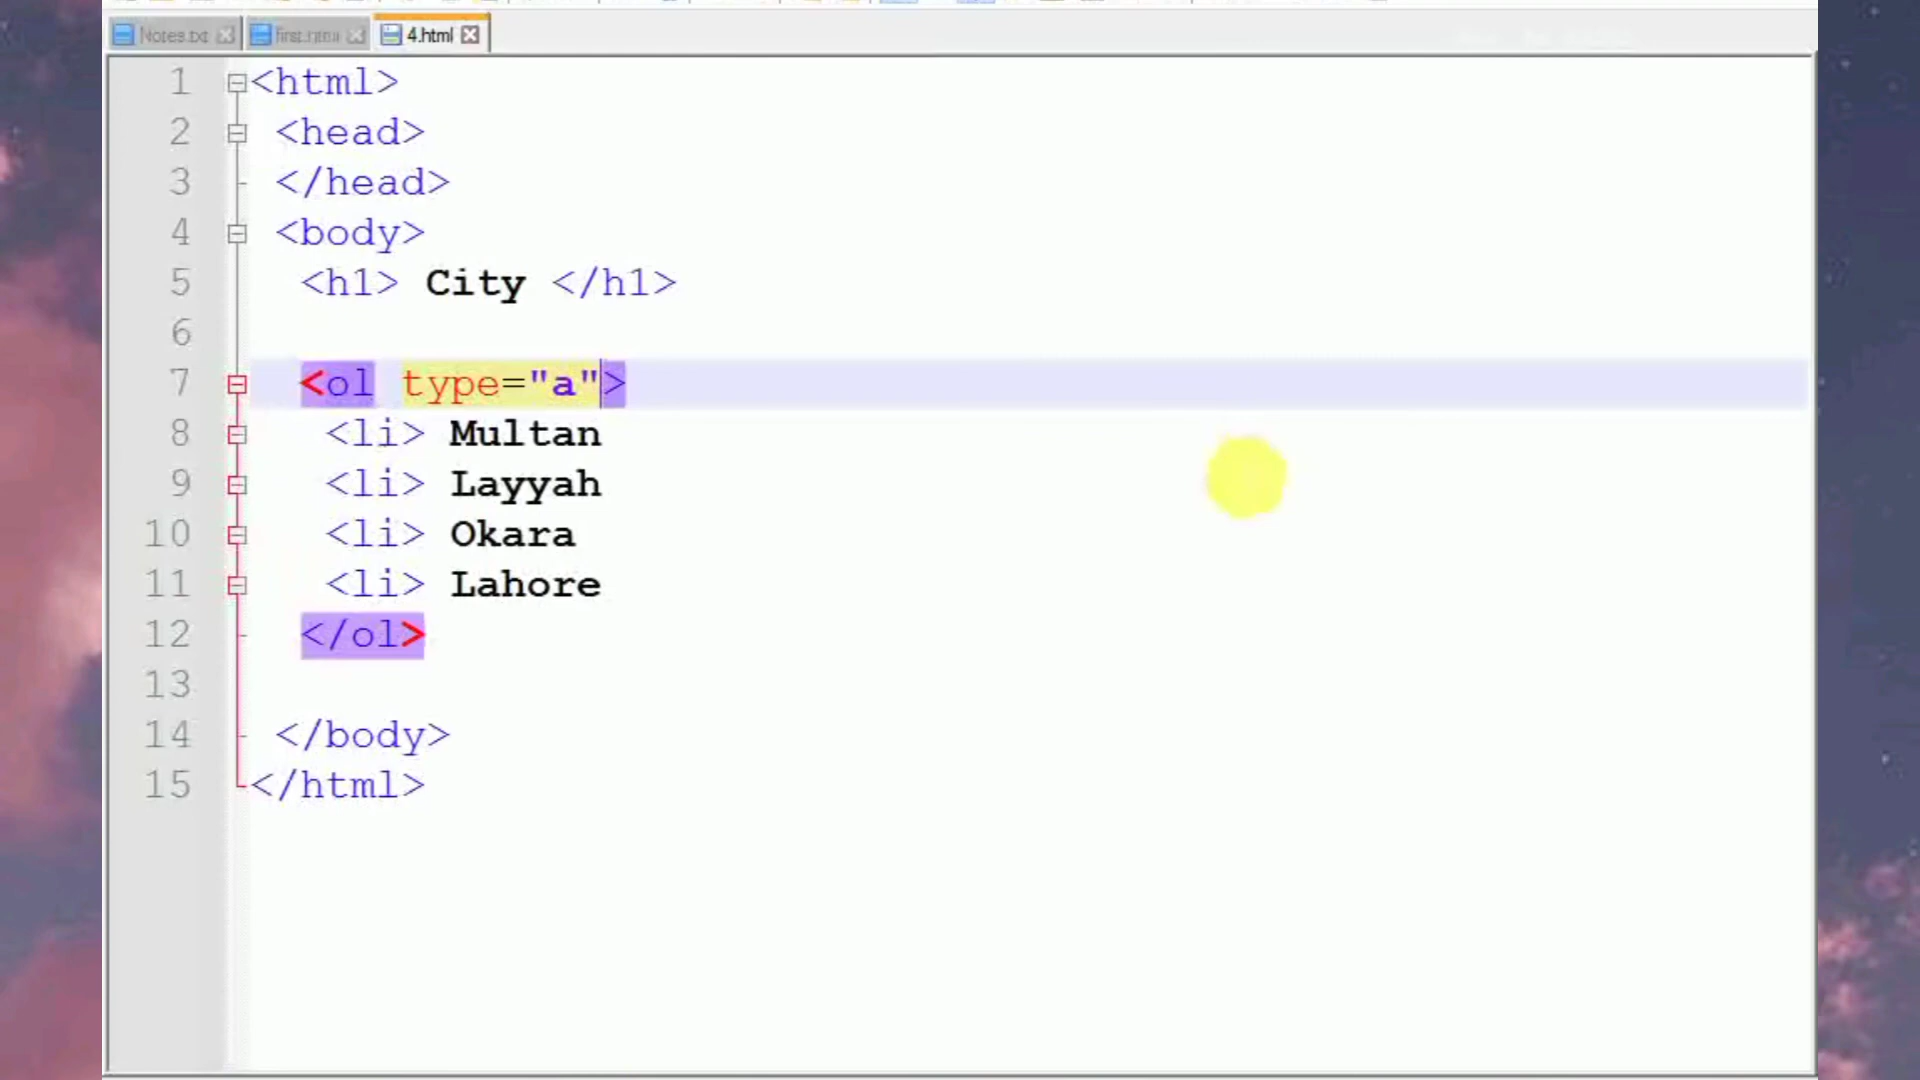 Notes.txt first.html 4.html
1 <html>
2 <head>
3 </head>
4 <body>
5 <h1> City </h1>
6
7 <ol type="a">
8 <li> Multan
9 <li> Layyah
10 <li> Okara
11 <li> Lahore
12 </ol>
13
14 </body>
15 </html>